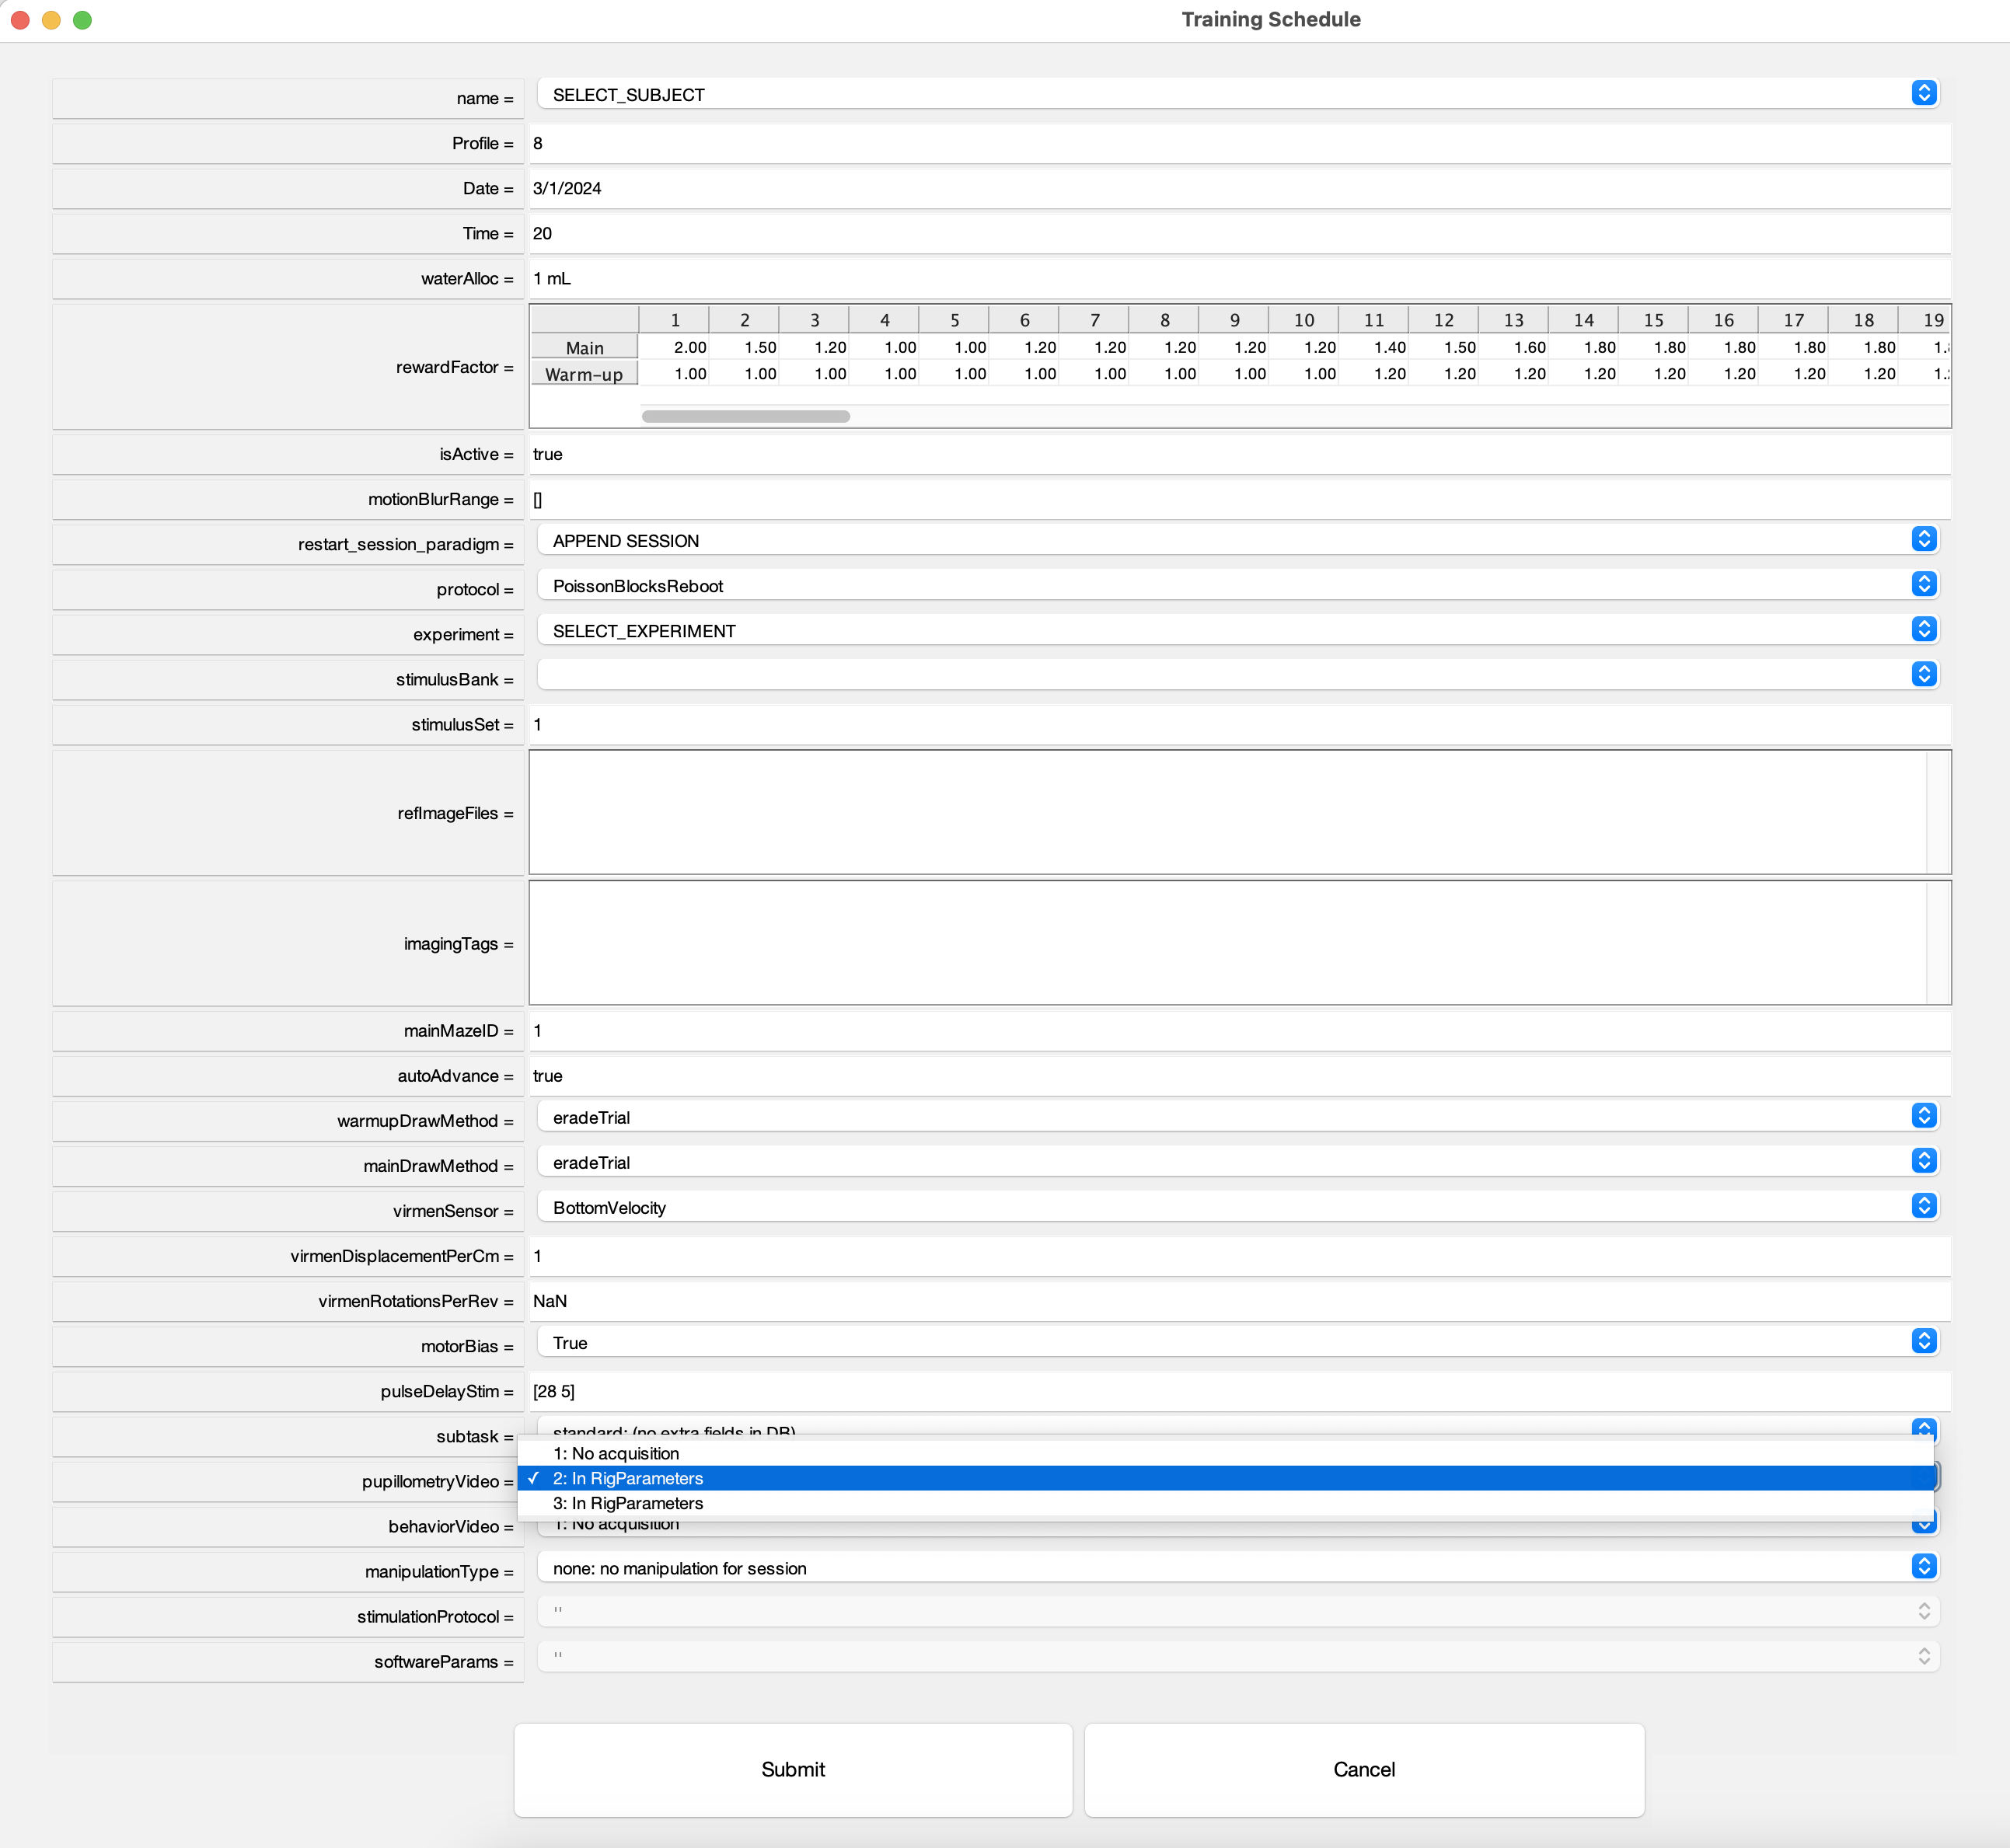 Training Schedule
name = SELECT_SUBJECT
Profile = 8
Date = 3/1/2024
Time = 20
waterAlloc = 1 mL
rewardFactor =
1 2 3 4 5 6 7 8 9 10 11 12 13 14 15 16 17 18 19
Main 2.00 1.50 1.20 1.00 1.00 1.20 1.20 1.20 1.20 1.20 1.40 1.50 1.60 1.80 1.80 1.80 1.80 1.80
Warm-up 1.00 1.00 1.00 1.00 1.00 1.00 1.00 1.00 1.00 1.00 1.20 1.20 1.20 1.20 1.20 1.20 1.20 1.20
isActive = true
motionBlurRange = []
restart_session_paradigm = APPEND SESSION
protocol = PoissonBlocksReboot
experiment = SELECT_EXPERIMENT
stimulusBank =
stimulusSet = 1
refImageFiles =
imagingTags =
mainMazeID = 1
autoAdvance = true
warmupDrawMethod = eradeTrial
mainDrawMethod = eradeTrial
virmenSensor = BottomVelocity
virmenDisplacementPerCm = 1
virmenRotationsPerRev = NaN
motorBias = True
pulseDelayStim = [28 5]
subtask = standard: (no extra fields in DB)
1: No acquisition
pupillometryVideo = ✓ 2: In RigParameters
3: In RigParameters
behaviorVideo = 1: No acquisition
manipulationType = none: no manipulation for session
stimulationProtocol = ''
softwareParams = ''
Submit Cancel